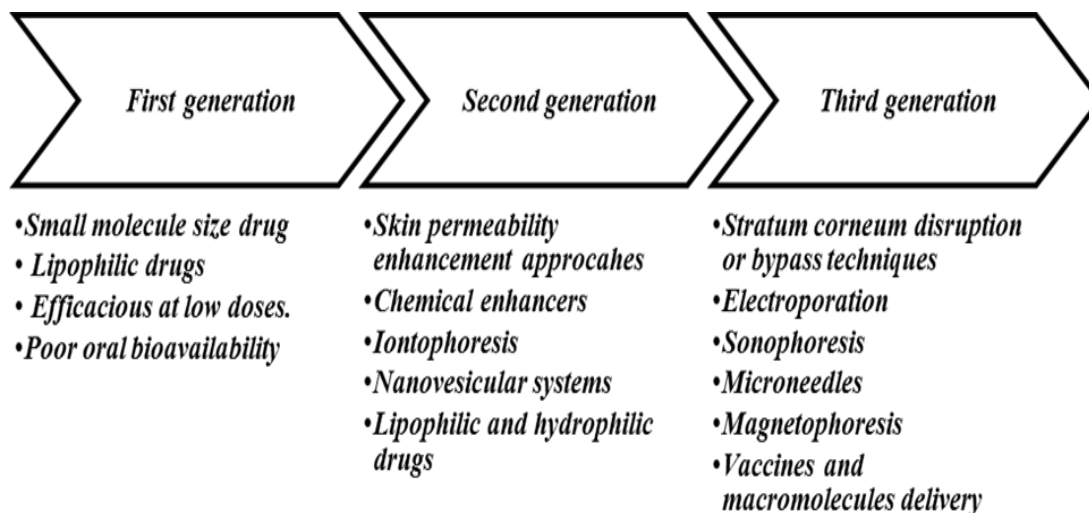 First generation
Second generation
Third generation
•Small molecule size drug
• Lipophilic drugs
• Efficacious at low doses.
•Poor oral bioavailability
•Skin permeability
enhancement approcahes
•Chemical enhancers
•Iontophoresis
•Nanovesicular systems
•Lipophilic and hydrophilic
drugs
•Stratum corneum disruption
or bypass techniques
•Electroporation
•Sonophoresis
•Microneedles
•Magnetophoresis
•Vaccines and
macromolecules delivery